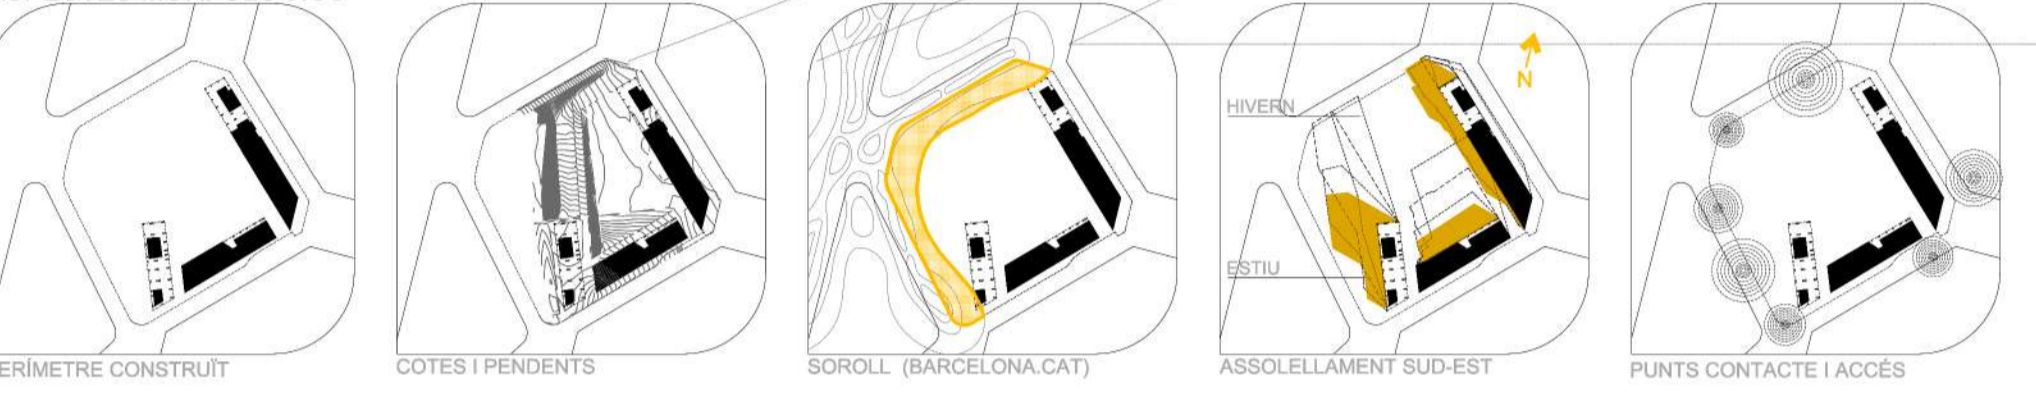 HIVERN
ESTIU
N
ERÍMETRE CONSTRUÏT
COTES I PENDENTS
SOROLL (BARCELONA.CAT)
ASSOLELLAMENT SUD-EST
PUNTS CONTACTE I ACCÉS